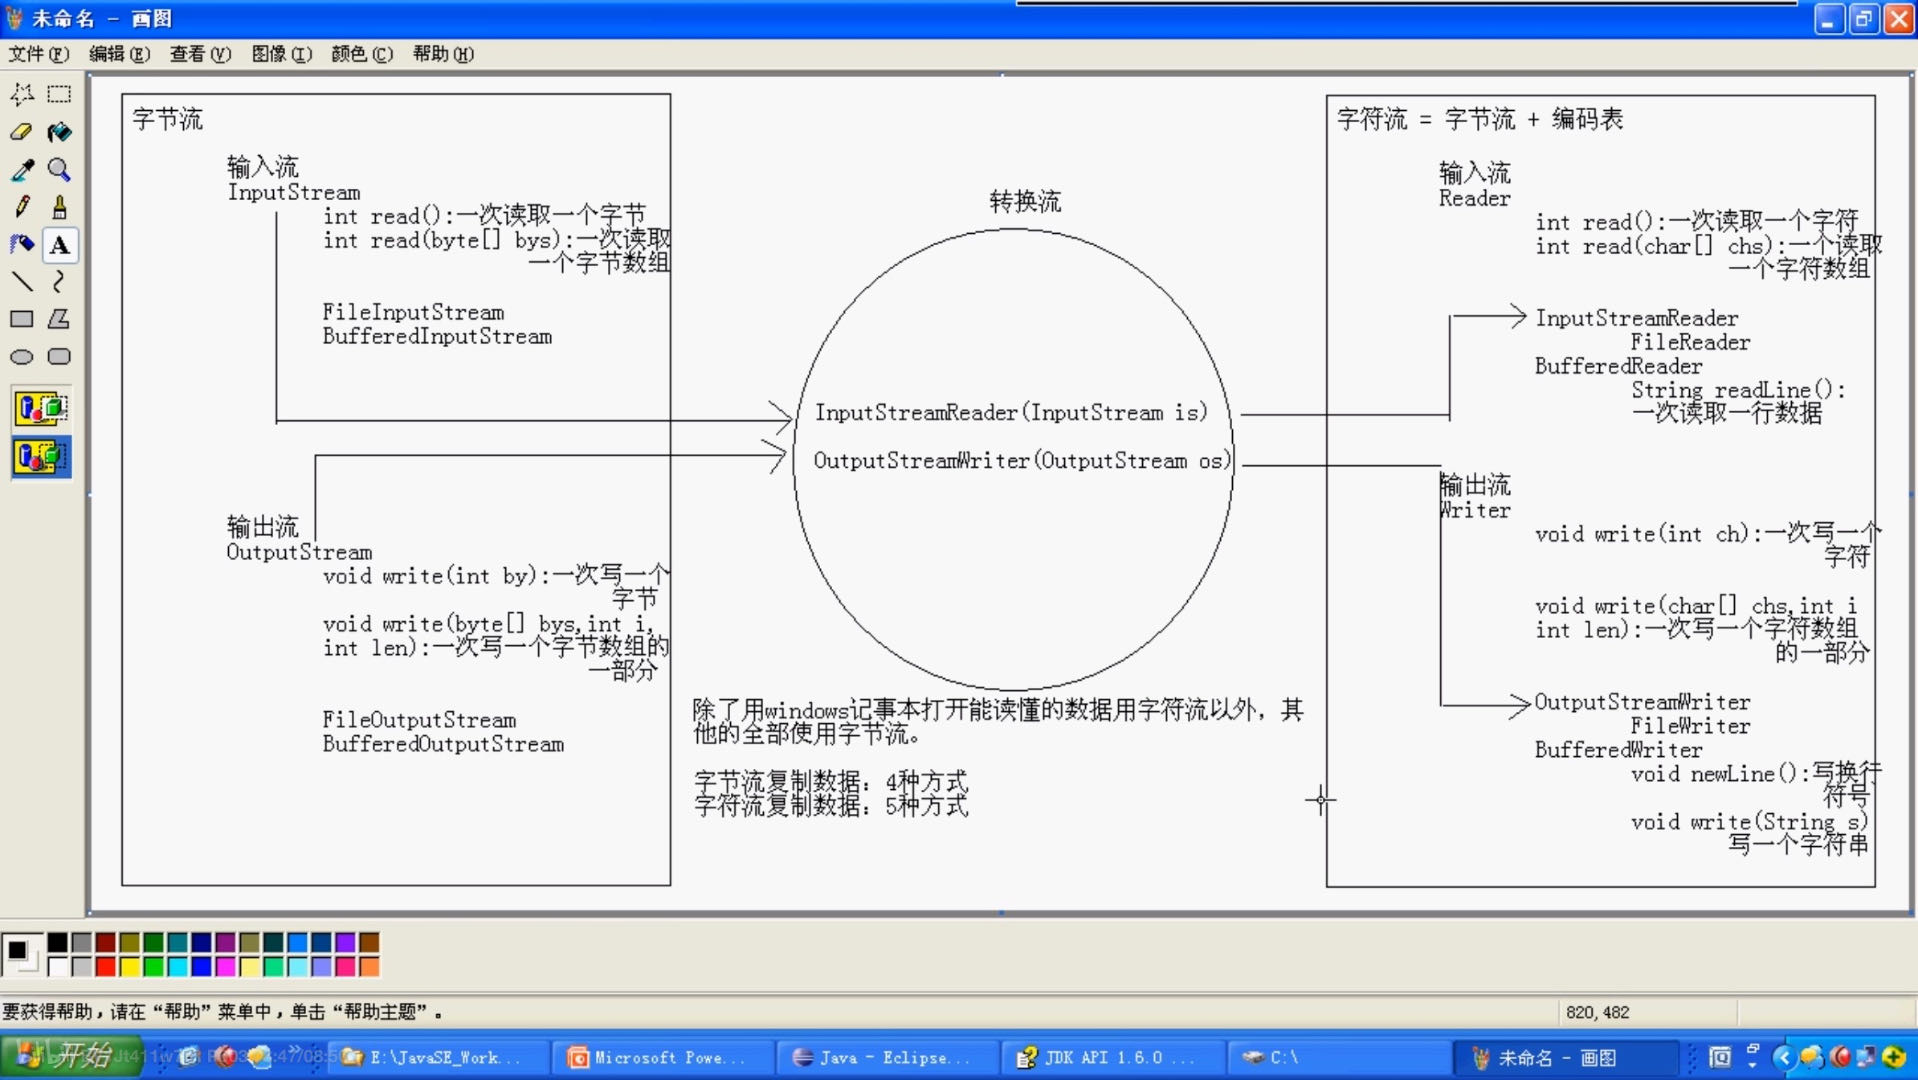 未命名 - 画图
文件(F) 编辑(E) 查看(V) 图像(I) 颜色(C) 帮助(H)
字节流
输入流
InputStream
int read():一次读取一个字节
int read(byte[] bys):一次读取
一个字节数组
FileInputStream
BufferedInputStream
输出流
OutputStream
void write(int by):一次写一个
字节
void write(byte[] bys,int i,
int len):一次写一个字节数组的
一部分
FileOutputStream
BufferedOutputStream
转换流
InputStreamReader(InputStream is)
OutputStreamWriter(OutputStream os)
除了用windows记事本打开能读懂的数据用字符流以外，其
他的全部使用字节流。
字节流复制数据：4种方式
字符流复制数据：5种方式
字符流 = 字节流 + 编码表
输入流
Reader
int read():一次读取一个字符
int read(char[] chs):一个读取
一个字符数组
InputStreamReader
FileReader
BufferedReader
String readLine():
一次读取一行数据
输出流
Writer
void write(int ch):一次写一个
字符
void write(char[] chs,int i
int len):一次写一个字符数组
的一部分
OutputStreamWriter
FileWriter
BufferedWriter
void newLine():写换行
符号
void write(String s)
写一个字符串
要获得帮助，请在“帮助”菜单中，单击“帮助主题”。
820,482
开始
E:\JavaSE_Work...
Microsoft Powe...
Java - Eclipse...
JDK API 1.6.0 ...
C:\
未命名 - 画图